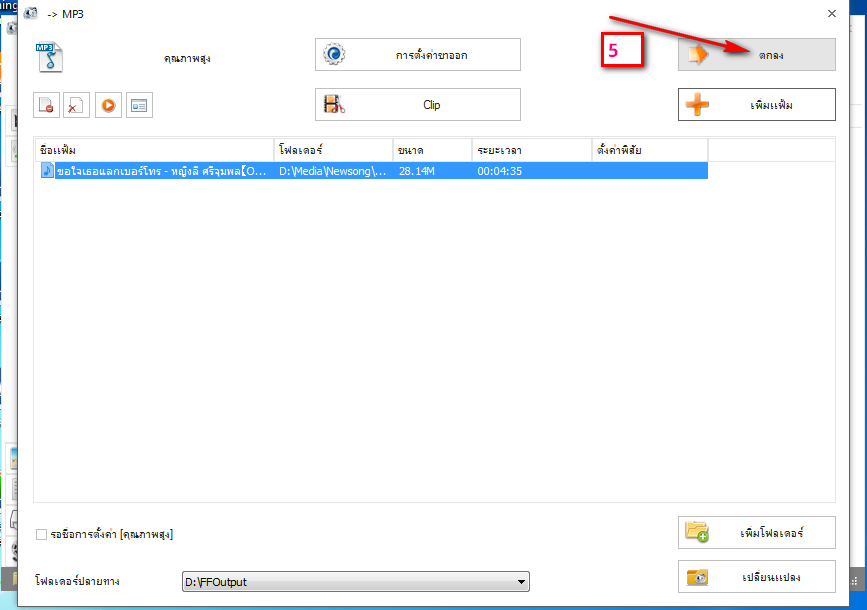 -> MP3
MP3
คุณภาพสูง
การตั้งค่าขาออก
5
ตกลง
Clip
เพิ่มแฟ้ม
ชื่อแฟ้ม โฟลเดอร์ ขนาด ระยะเวลา ตั้งค่าพิสัย
ขอใจเธอแลกเบอร์โทร - หญิงลี ศรีจุมพล【O... D:\Media\Newsong\... 28.14M 00:04:35
รอชื่อการตั้งค่า [คุณภาพสูง]
เพิ่มโฟลเดอร์
โฟลเดอร์ปลายทาง
D:\FFOutput
เปลี่ยนแปลง